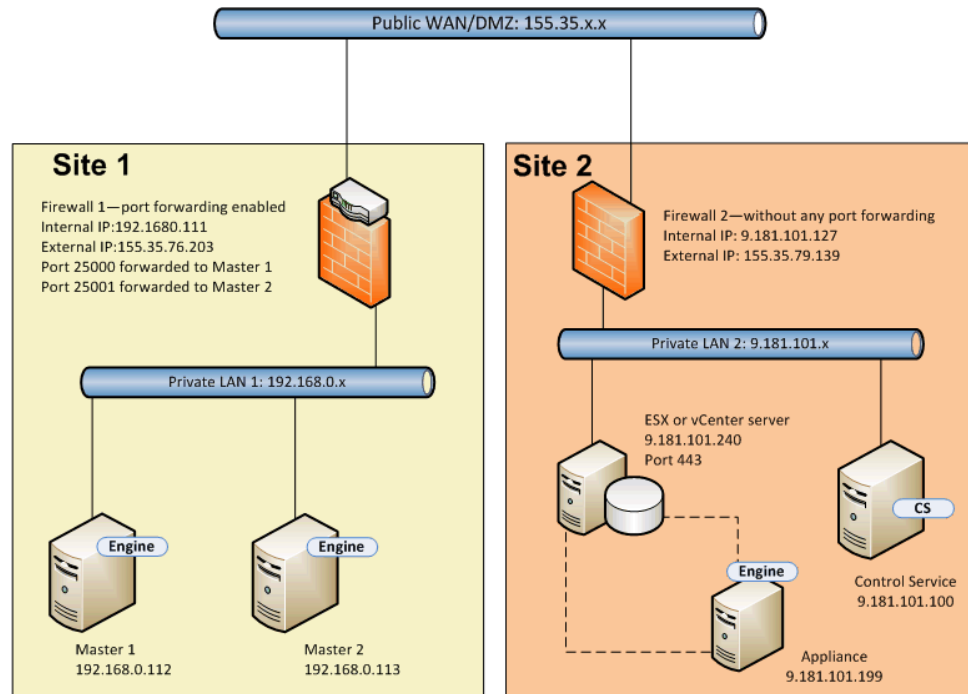 Public WAN/DMZ: 155.35.x.x
Site 1
Firewall 1—port forwarding enabled
Internal IP:192.1680.111
External IP:155.35.76.203
Port 25000 forwarded to Master 1
Port 25001 forwarded to Master 2
Private LAN 1: 192.168.0.x
Engine
Master 1
192.168.0.112
Engine
Master 2
192.168.0.113
Site 2
Firewall 2—without any port forwarding
Internal IP: 9.181.101.127
External IP: 155.35.79.139
Private LAN 2: 9.181.101.x
ESX or vCenter server
9.181.101.240
Port 443
CS
Control Service
9.181.101.100
Engine
Appliance
9.181.101.199